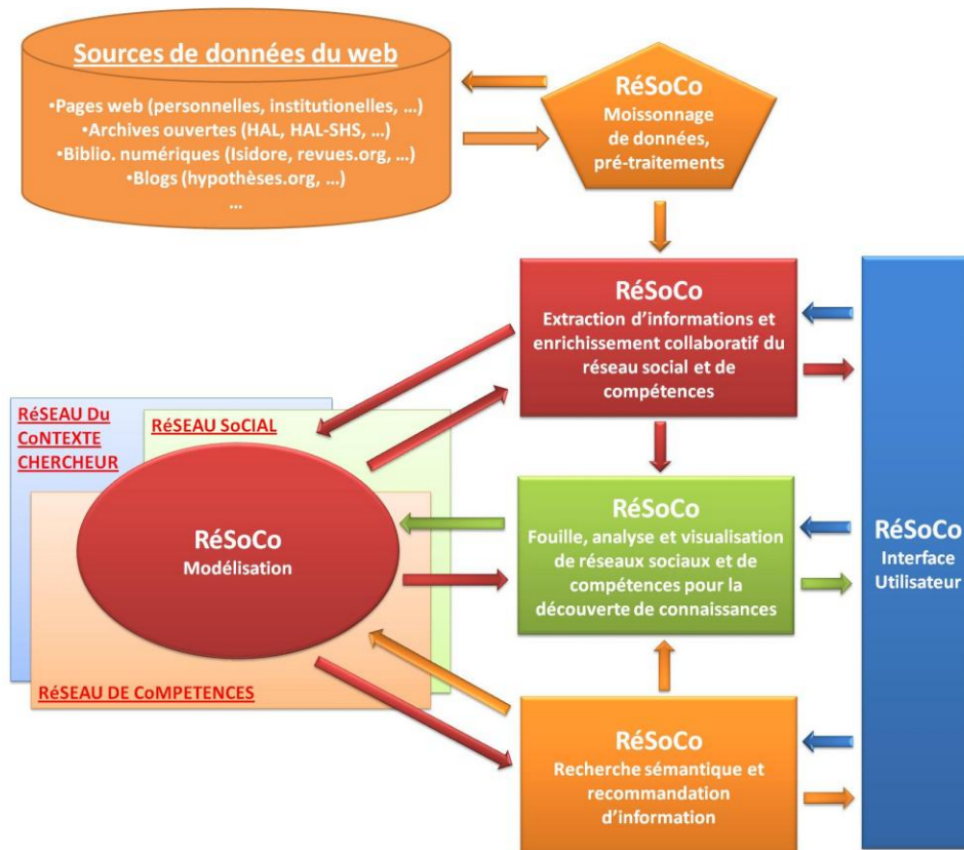 Sources de données du web
•Pages web (personnelles, institutionelles, ...)
•Archives ouvertes (HAL, HAL-SHS, ...)
•Biblio. numériques (Isidore, revues.org, ...)
•Blogs (hypothèses.org, ...)
...
RéSoCo
Moissonnage
de données,
pré-traitements
RéSoCo
Extraction d'informations et
enrichissement collaboratif du
réseau social et de
compétences
RéSEAU Du
CoNTEXTE
CHERCHEUR
RéSEAU SoCIAL
RéSoCo
Modélisation
RéSEAU DE CoMPETENCES
RéSoCo
Fouille, analyse et visualisation
de réseaux sociaux et de
compétences pour la
découverte de connaissances
RéSoCo
Interface
Utilisateur
RéSoCo
Recherche sémantique et
recommandation
d'information